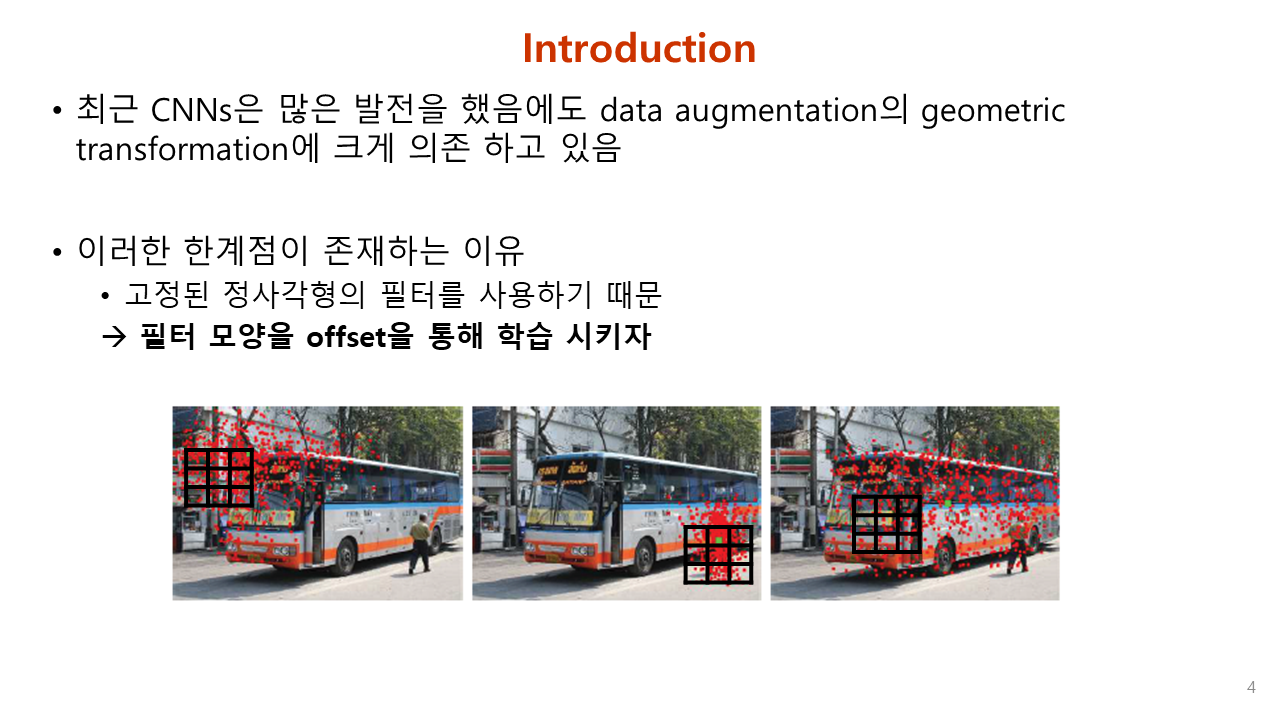 Introduction
• 최근 CNNs은 많은 발전을 했음에도 data augmentation의 geometric
transformation에 크게 의존 하고 있음
• 이러한 한계점이 존재하는 이유
• 고정된 정사각형의 필터를 사용하기 때문
→ 필터 모양을 offset을 통해 학습 시키자
4